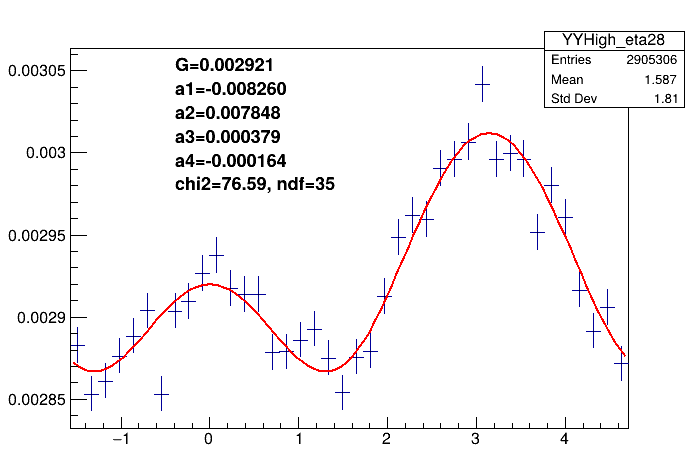 YYHigh_eta28
Entries 2905306
Mean 1.587
Std Dev 1.81
G=0.002921
a1=-0.008260
a2=0.007848
a3=0.000379
a4=-0.000164
chi2=76.59, ndf=35
0.00305
0.003
0.00295
0.0029
0.00285
−1 0 1 2 3 4